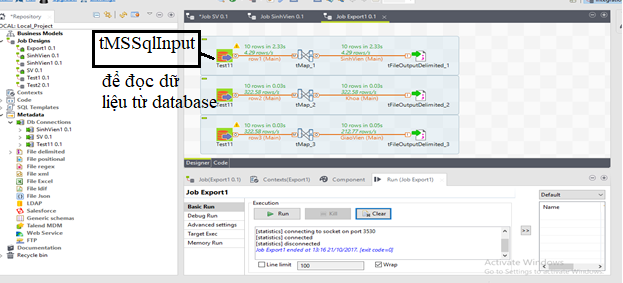 *Repository
LOCAL: Local_Project
Business Models
Job Designs
Export1 0.1
SinhVien 0.1
SV 0.1
Test1 0.1
Test2 0.1
Contexts
Code
SQL Templates
Metadata
Db Connections
SinhVien1 0.1
SV 0.1
Test11 0.1
File delimited
File positional
File regex
File xml
File Excel
File ldif
File Json
LDAP
Salesforce
Generic schemas
Talend MDM
Web Service
FTP
Documentation
Recycle bin
tMSSqlInput
để đọc dữ
liệu từ database
*Job SV 0.1
Job SinhVien 0.1
Job Export1 0.1
10 rows in 2.33s
4.29 rows/s
row1 (Main)
10 rows in 2.33s
4.29 rows/s
SinhVien (Main)
Test11
tMap_1
tFileOutputDelimited_1
10 rows in 0.03s
322.58 rows/s
row2 (Main)
10 rows in 0.03s
322.58 rows/s
Khoa (Main)
Test11
tMap_2
tFileOutputDelimited_2
10 rows in 0.03s
322.58 rows/s
row3 (Main)
212.77 rows/s
GiaoVien (Main)
Test11
tMap_3
tFileOutputDelimited_3
Designer
Code
Job(Export1 0.1)
Contexts(Export1)
Component
Run (Job Export1)
Job Export1
Basic Run
Debug Run
Advanced settings
Target Exec
Memory Run
Execution
Run
Kill
Clear
[statistics] connecting to socket on port 3530
[statistics] connected
[statistics] disconnected
Job Export1 ended at 13:16 21/10/2017. [exit code=0]
Line limit
100
Wrap
>>
Default
Name
Activate Windows
Go to Settings to activate Windows